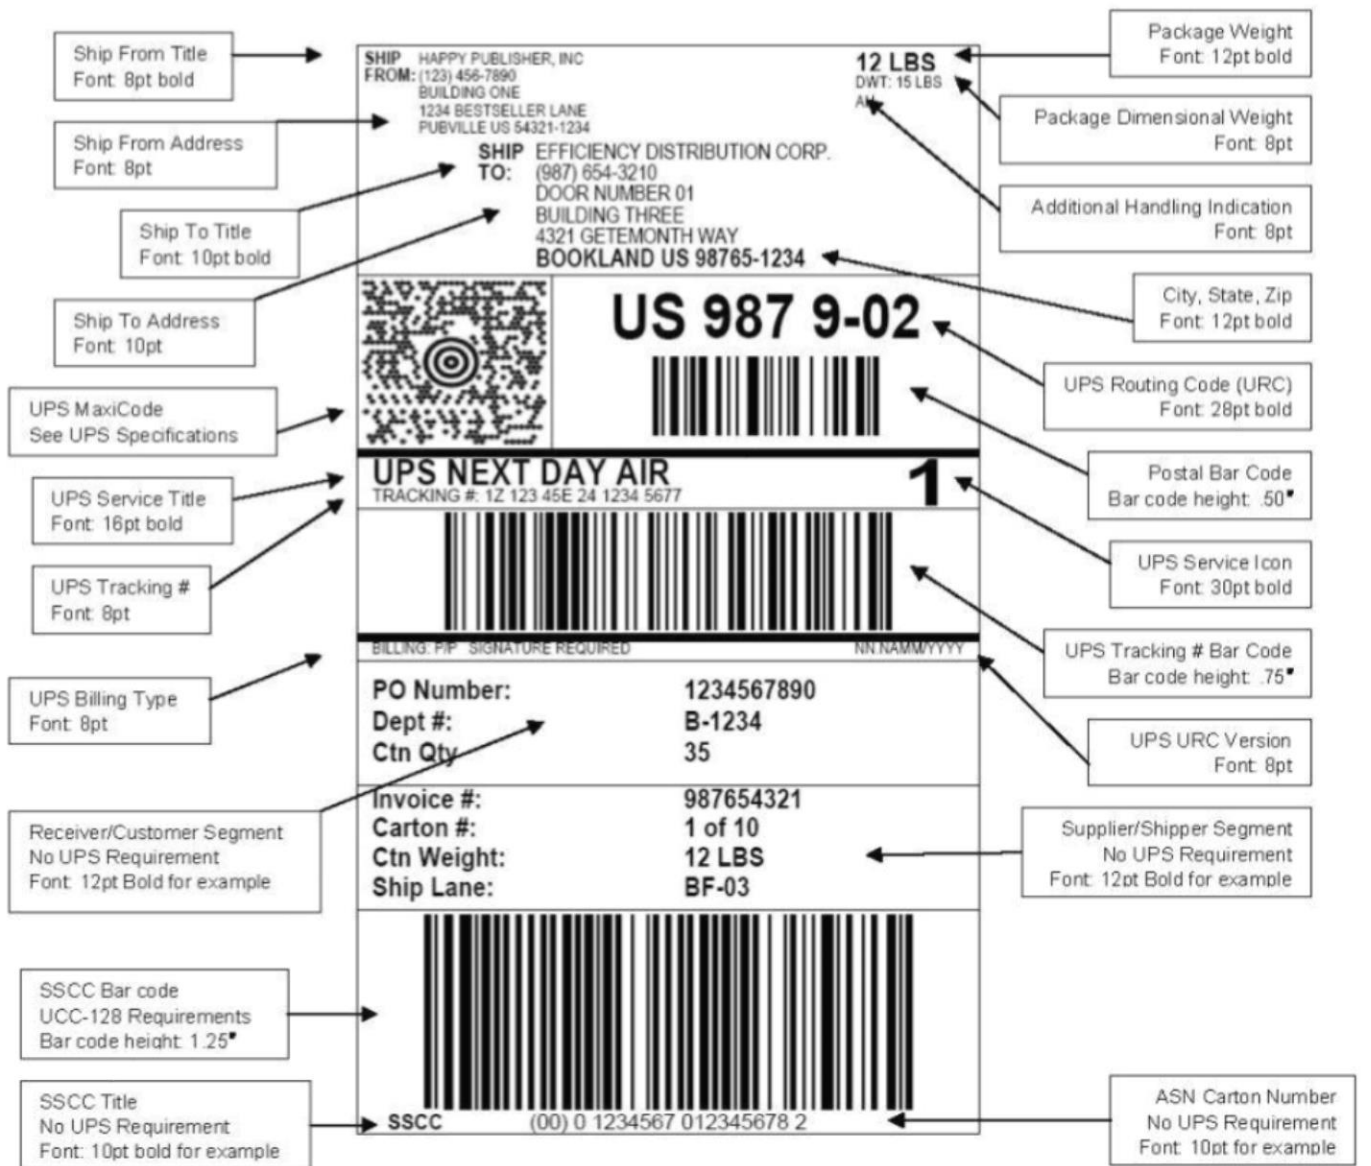 Ship From Title
Font: 8pt bold
Ship From Address
Font: 8pt
Ship To Title
Font: 10pt bold
Ship To Address
Font: 10pt
UPS MaxiCode
See UPS Specifications
UPS Service Title
Font: 16pt bold
UPS Tracking #
Font: 8pt
UPS Billing Type
Font: 8pt
Receiver/Customer Segment
No UPS Requirement
Font: 12pt Bold for example
SSCC Bar code
UCC-128 Requirements
Bar code height: 1.25"
SSCC Title
No UPS Requirement
Font: 10pt bold for example
SHIP FROM: HAPPY PUBLISHER, INC
(123) 456-7890
BUILDING ONE
1234 BESTSELLER LANE
PUBVILLE US 54321-1234
12 LBS
DWT: 15 LBS
SHIP TO: EFFICIENCY DISTRIBUTION CORP.
(987) 654-3210
DOOR NUMBER 01
BUILDING THREE
4321 GETEMONTH WAY
BOOKLAND US 98765-1234
US 987 9-02
UPS NEXT DAY AIR
TRACKING #: 1Z 123 45E 24 1234 5677
1
BILLING: P/P SIGNATURE REQUIRED NN.NAMM/YYYY
PO Number: 1234567890
Dept #: B-1234
Ctn Qty 35
Invoice #: 987654321
Carton #: 1 of 10
Ctn Weight: 12 LBS
Ship Lane: BF-03
SSCC (00) 0 1234567 012345678 2
Package Weight
Font: 12pt bold
Package Dimensional Weight
Font: 8pt
Additional Handling Indication
Font: 8pt
City, State, Zip
Font: 12pt bold
UPS Routing Code (URC)
Font: 28pt bold
Postal Bar Code
Bar code height: .50"
UPS Service Icon
Font: 30pt bold
UPS Tracking # Bar Code
Bar code height: .75"
UPS URC Version
Font: 8pt
Supplier/Shipper Segment
No UPS Requirement
Font: 12pt Bold for example
ASN Carton Number
No UPS Requirement
Font: 10pt for example